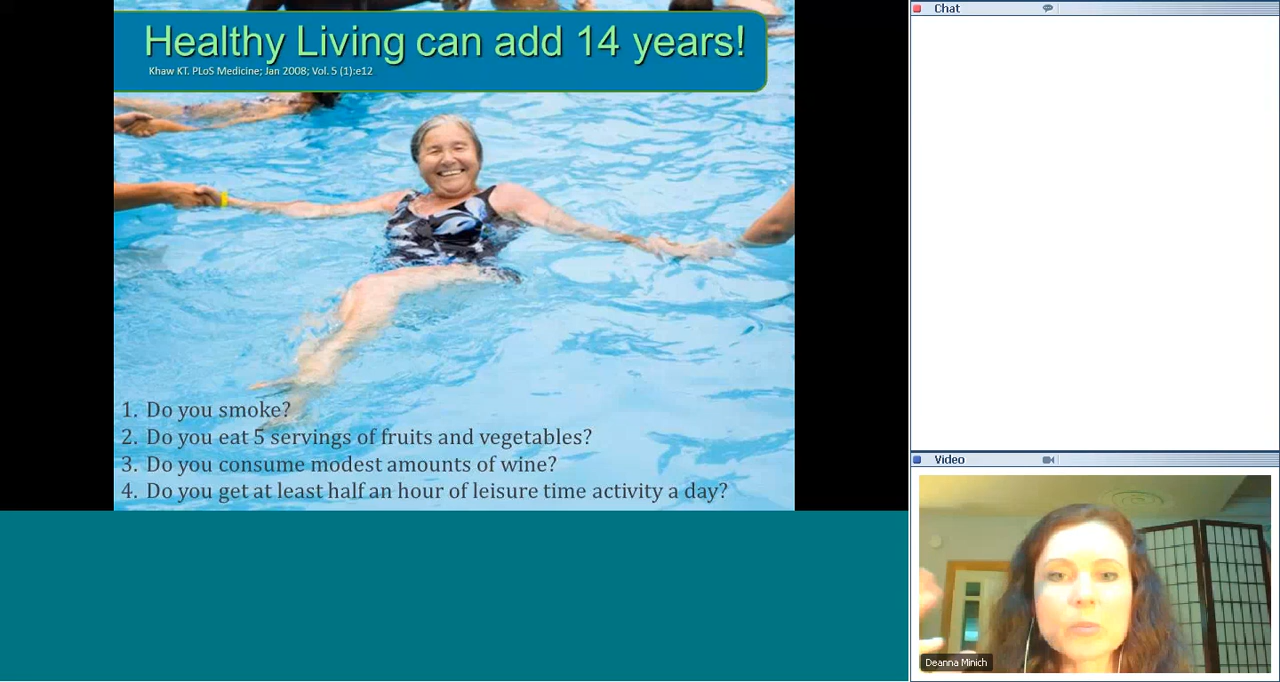 Healthy Living can add 14 years!
Khaw KT. PLoS Medicine; Jan 2008; Vol. 5 (1):e12
1. Do you smoke?
2. Do you eat 5 servings of fruits and vegetables?
3. Do you consume modest amounts of wine?
4. Do you get at least half an hour of leisure time activity a day?
Chat
Video
Deanna Minich